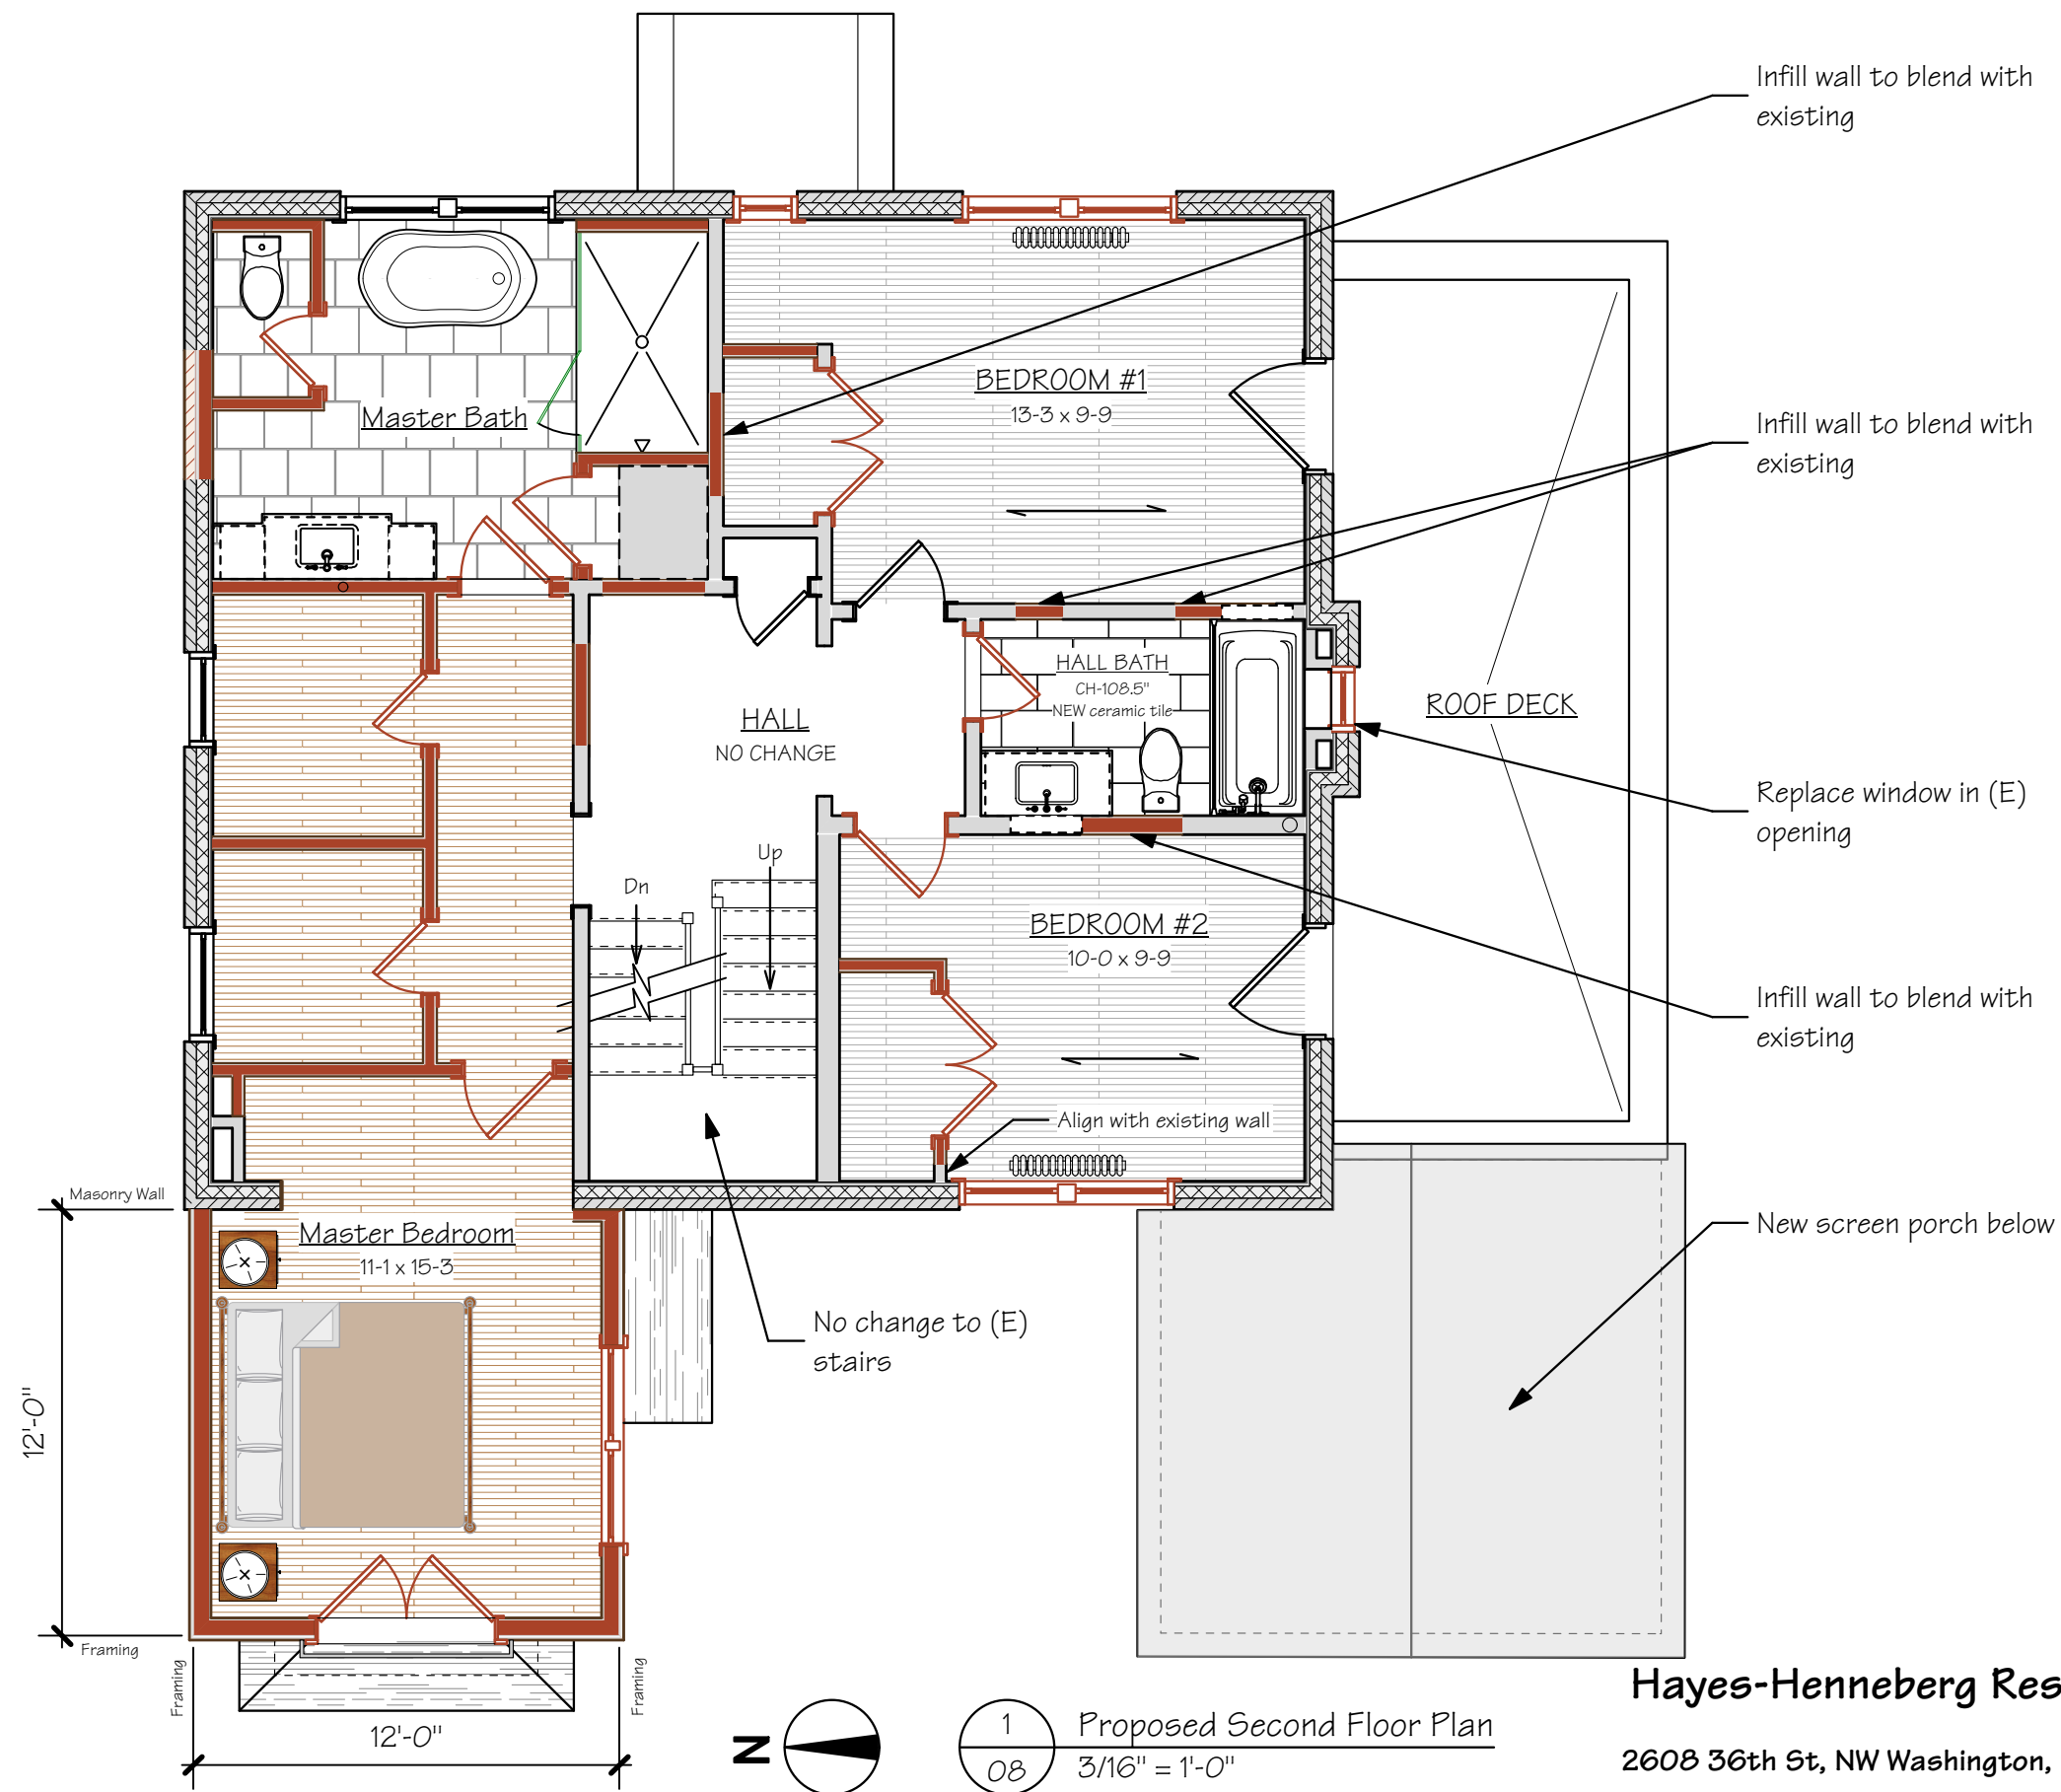 Infill wall to blend with
existing
BEDROOM #1
13-3 x 9-9
Master Bath
Infill wall to blend with
existing
HALL BATH
CH-108.5"
NEW ceramic tile
HALL
NO CHANGE
ROOF DECK
Replace window in (E)
opening
Up
Dn
BEDROOM #2
10-0 x 9-9
Infill wall to blend with
existing
Align with existing wall
Masonry Wall
Master Bedroom
11-1 x 15-3
New screen porch below
No change to (E)
stairs
12'-0"
Framing
Framing
Framing
12'-0"
N
1
08
Proposed Second Floor Plan
3/16" = 1'-0"
Hayes-Henneberg Res
2608 36th St, NW Washington,